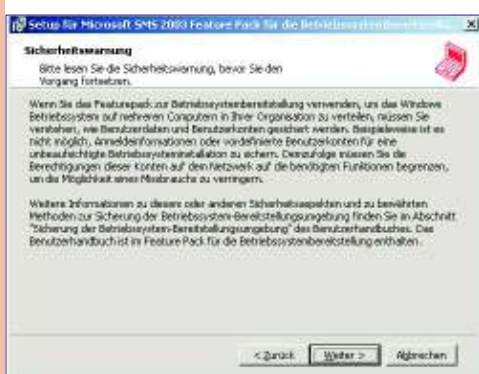 Setup für Microsoft SMS 2003 Feature Pack für die Betriebssystembereitstellung
Sicherheitswarnung
Bitte lesen Sie die Sicherheitswarnung, bevor Sie den
Vorgang fortsetzen.
Wenn Sie das Featurepack zur Betriebssystembereitstellung verwenden, um das Windows
Betriebssystem auf mehreren Computern in Ihrer Organisation zu verteilen, müssen Sie
verstehen, wie Benutzerdaten und Benutzerkonten gesichert werden. Beispielsweise ist es
nicht möglich, Anmeldeinformationen oder vordefinierte Benutzerkonten für eine
unbeaufsichtigte Betriebssysteminstallation zu sichern. Demzufolge müssen Sie die
Berechtigungen dieser Konten auf dem Netzwerk auf die benötigten Funktionen begrenzen,
um die Möglichkeit eines Missbrauchs zu verringern.
Weitere Informationen zu diesem oder anderen Sicherheitsaspekten und zu bewährten
Methoden zur Sicherung der Betriebssystem-Bereitstellungsumgebung finden Sie im Abschnitt
"Sicherung der Betriebssystem-Bereitstellungsumgebung" des Benutzerhandbuches. Das
Benutzerhandbuch ist im Feature Pack für die Betriebssystembereitstellung enthalten.
< Zurück Weiter > Abbrechen